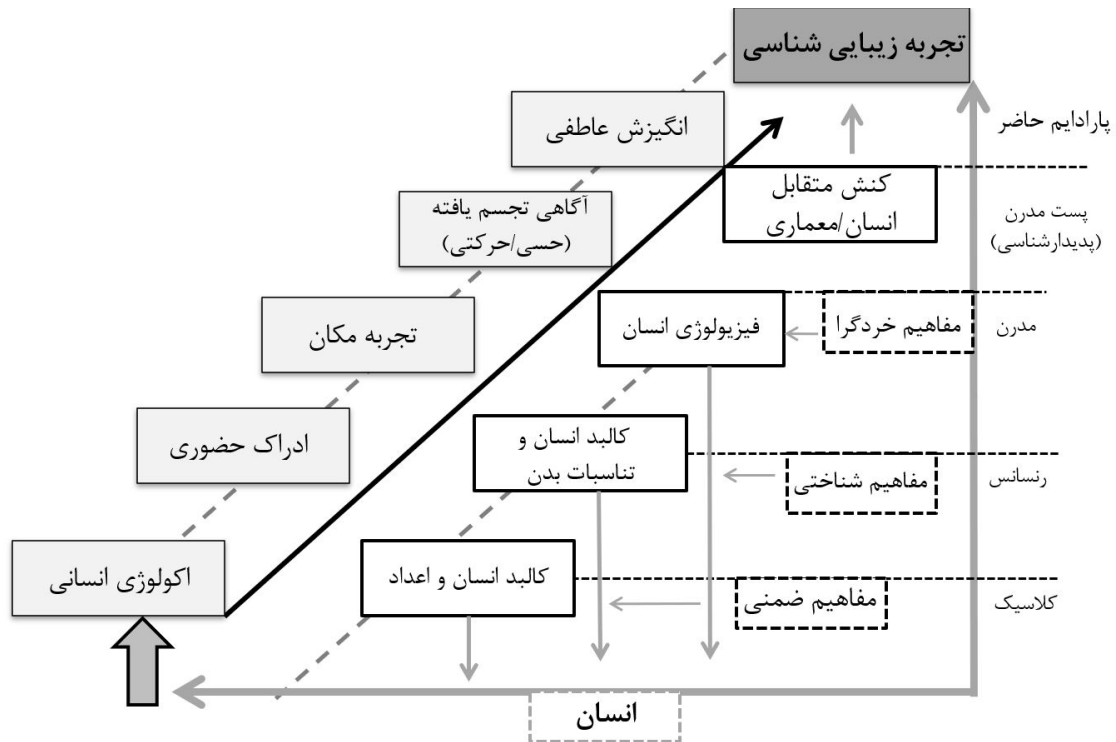 تجربه زیبایی شناسی
پارادایم حاضر
انگیزش عاطفی
کنش متقابل
انسان/معماری
پست مدرن
(پدیدارشناسی)
آگاهی تجسم یافته
(حسی/حرکتی)
مدرن
مفاهیم خردگرا
فیزیولوژی انسان
تجربه مکان
ادراک حضوری
کالبد انسان و
تناسبات بدن
مفاهیم شناختی
رنسانس
اکولوژی انسانی
کالبد انسان و اعداد
مفاهیم ضمنی
کلاسیک
انسان